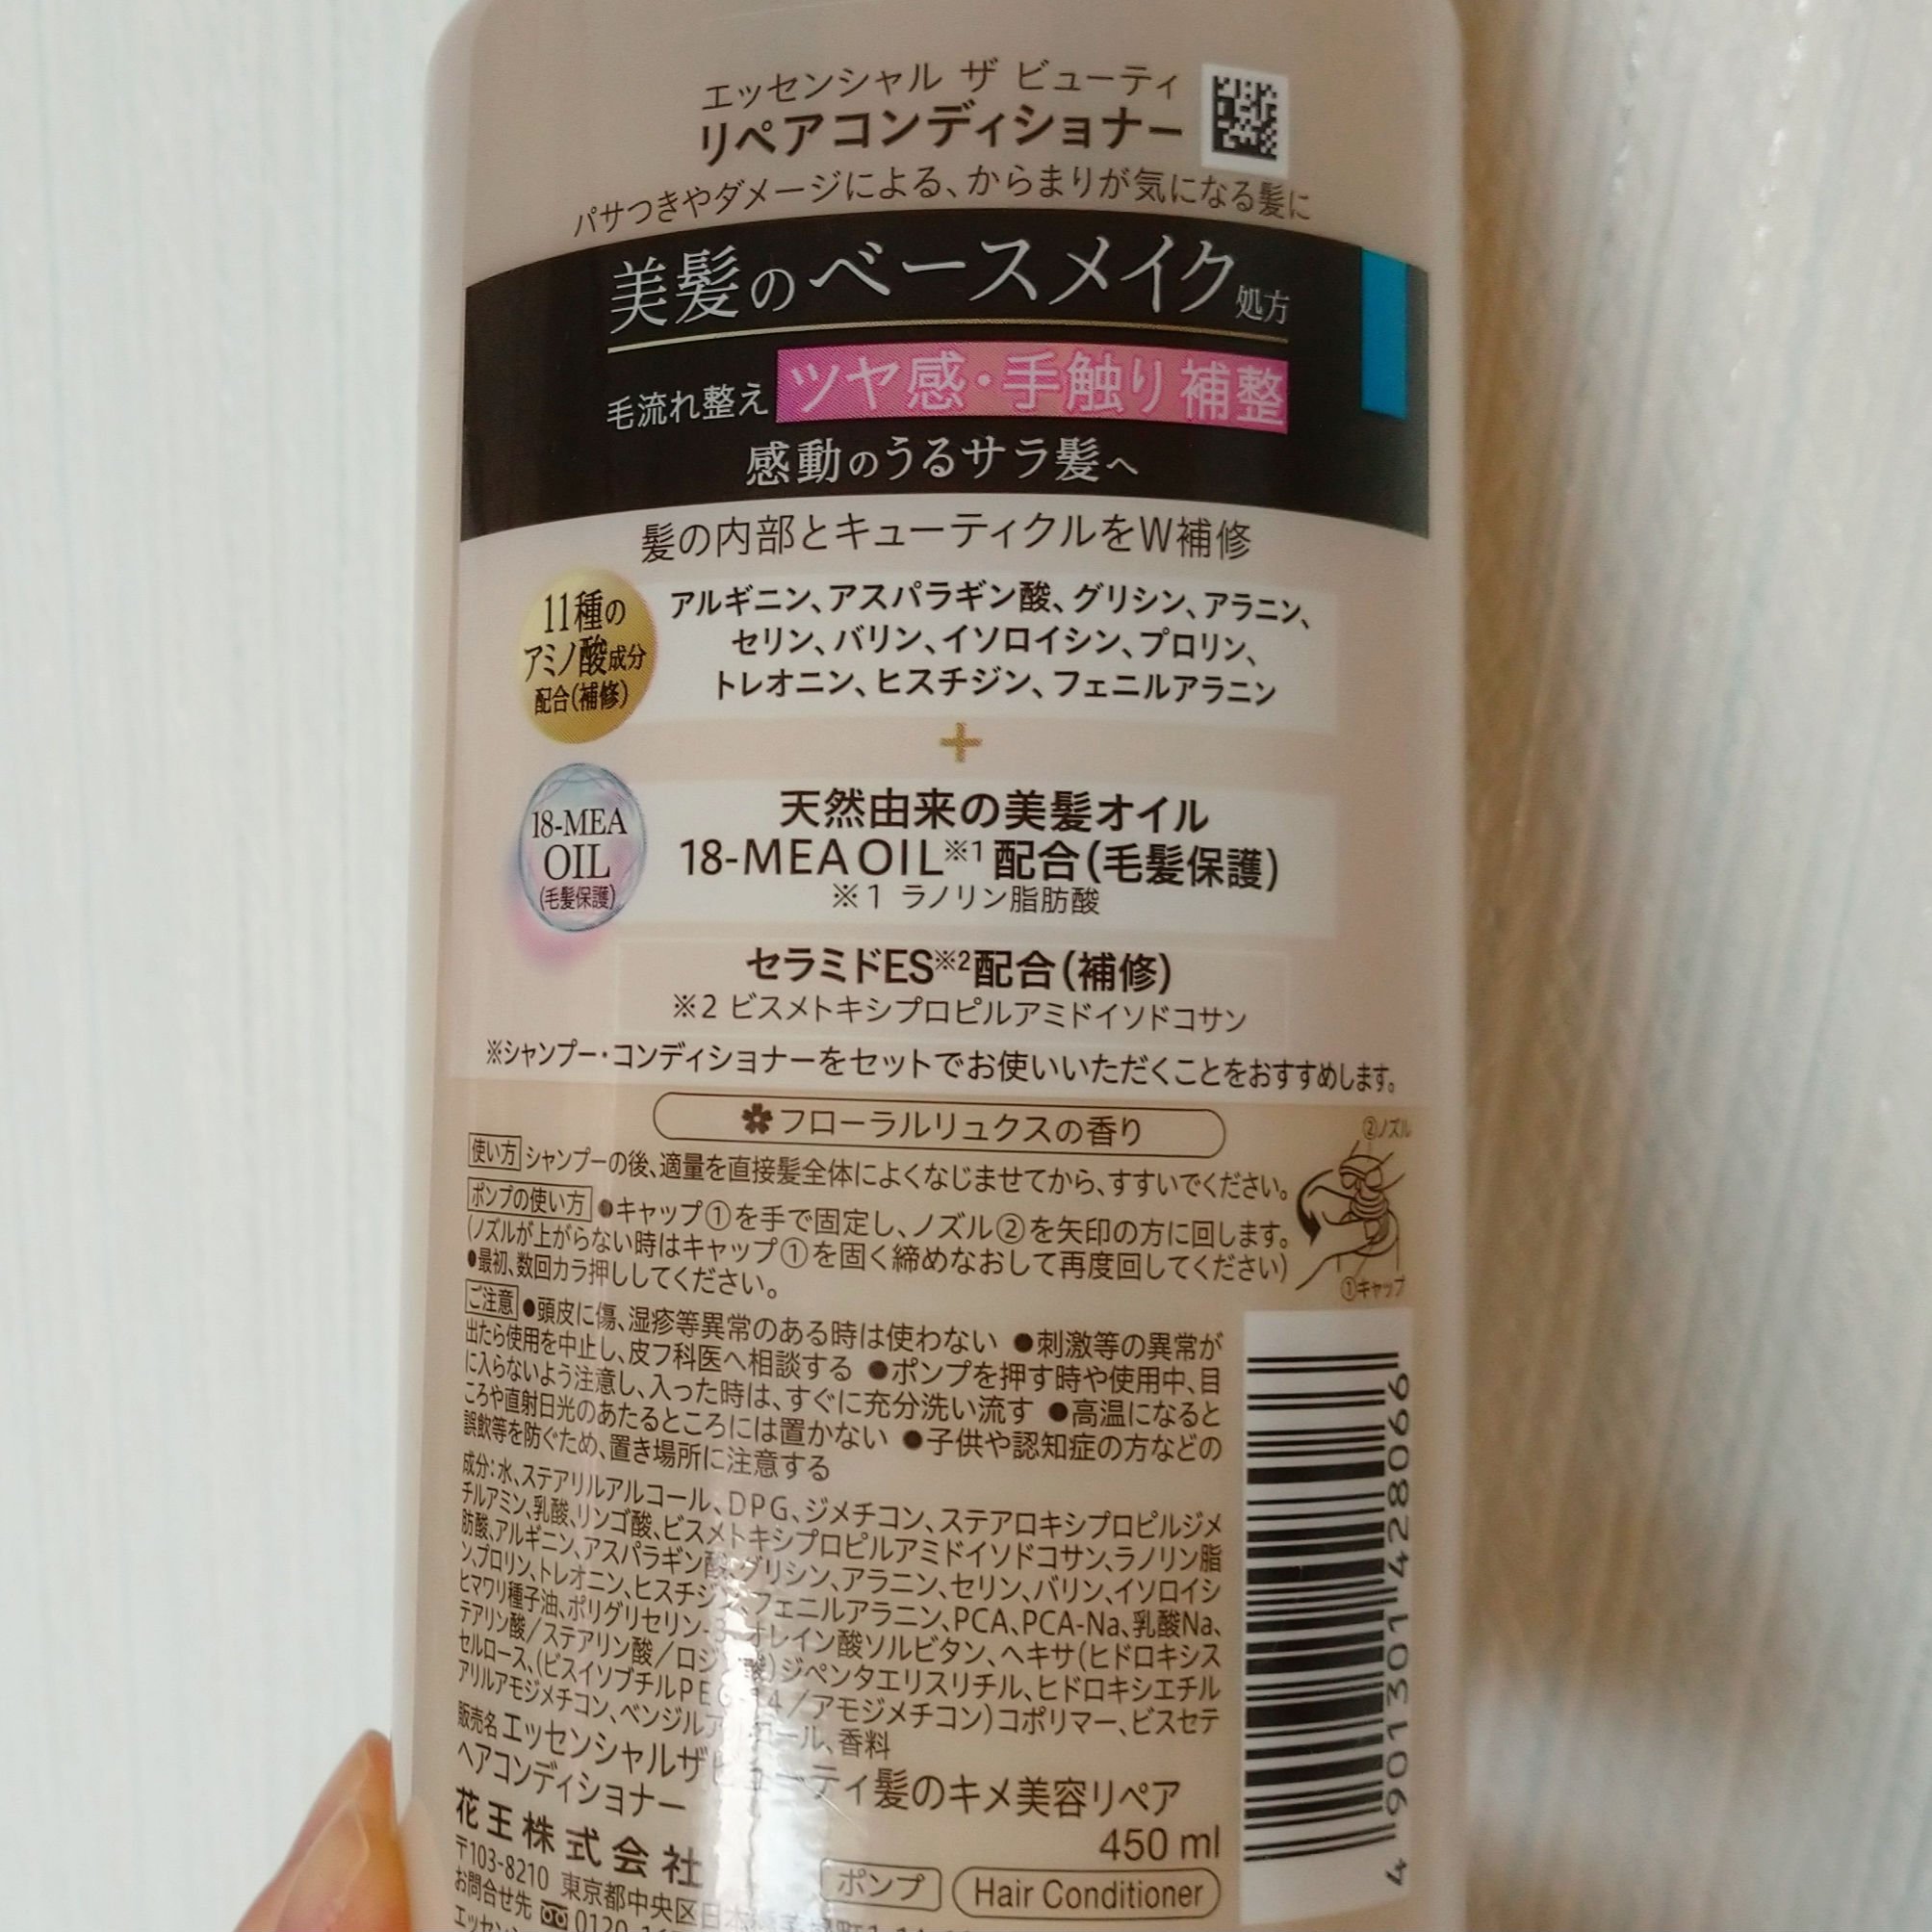 エッセンシャル ザ ビューティ
リペアコンディショナー
パサつきやダメージによる、からまりが気になる髪に
美髪のベースメイク処方
毛流れ整え ツヤ感・手触り補整
感動のうるサラ髪へ
髪の内部とキューティクルをW補修
11種の
アミノ酸成分
配合(補修)
アルギニン、アスパラギン酸、グリシン、アラニン、
セリン、バリン、イソロイシン、プロリン、
トレオニン、ヒスチジン、フェニルアラニン
+
18-MEA
OIL
(毛髪保護)
天然由来の美髪オイル
18-MEA OIL※1配合(毛髪保護)
※1 ラノリン脂肪酸
セラミドES※2配合(補修)
※2 ビスメトキシプロピルアミドイソドコサン
※シャンプー・コンディショナーをセットでお使いいただくことをおすすめします。
フローラルリュクスの香り
使い方 シャンプーの後、適量を直接髪全体によくなじませてから、すすいでください。
ポンプの使い方 ●キャップ①を手で固定し、ノズル②を矢印の方に回します。
(ノズルが上がらない時はキャップ①を固く締めなおして再度回してください)
●最初、数回カラ押ししてください。
②ノズル
①キャップ
ご注意 ●頭皮に傷、湿疹等異常のある時は使わない ●刺激等の異常が
出たら使用を中止し、皮フ科医へ相談する ●ポンプを押す時や使用中、目
に入らないよう注意し、入った時は、すぐに充分洗い流す ●高温になると
ころや直射日光のあたるところには置かない ●子供や認知症の方などの
誤飲等を防ぐため、置き場所に注意する
成分:水、ステアリルアルコール、DPG、ジメチコン、ステアロキシプロピルジメ
チルアミン、乳酸、リンゴ酸、ビスメトキシプロピルアミドイソドコサン、ラノリン脂
肪酸、アルギニン、アスパラギン酸、グリシン、アラニン、セリン、バリン、イソロイシ
ン、プロリン、トレオニン、ヒスチジン、フェニルアラニン、PCA、PCA-Na、乳酸Na、
ヒマワリ種子油、ポリグリセリン-3、オレイン酸ソルビタン、ヘキサ(ヒドロキシス
テアリン酸/ステアリン酸/ロジン酸)ジペンタエリスリチル、ヒドロキシエチル
セルロース、(ビスイソブチルPEG-14/アモジメチコン)コポリマー、ビスセテ
アリルアモジメチコン、ベンジルアルコール、香料
販売名 エッセンシャルザビューティ髪のキメ美容リペア
ヘアコンディショナー
450 ml
花王株式会社
ポンプ Hair Conditioner
〒103-8210 東京都中央区日本橋
お問合せ先 0120
エッセン
4 901301 428066